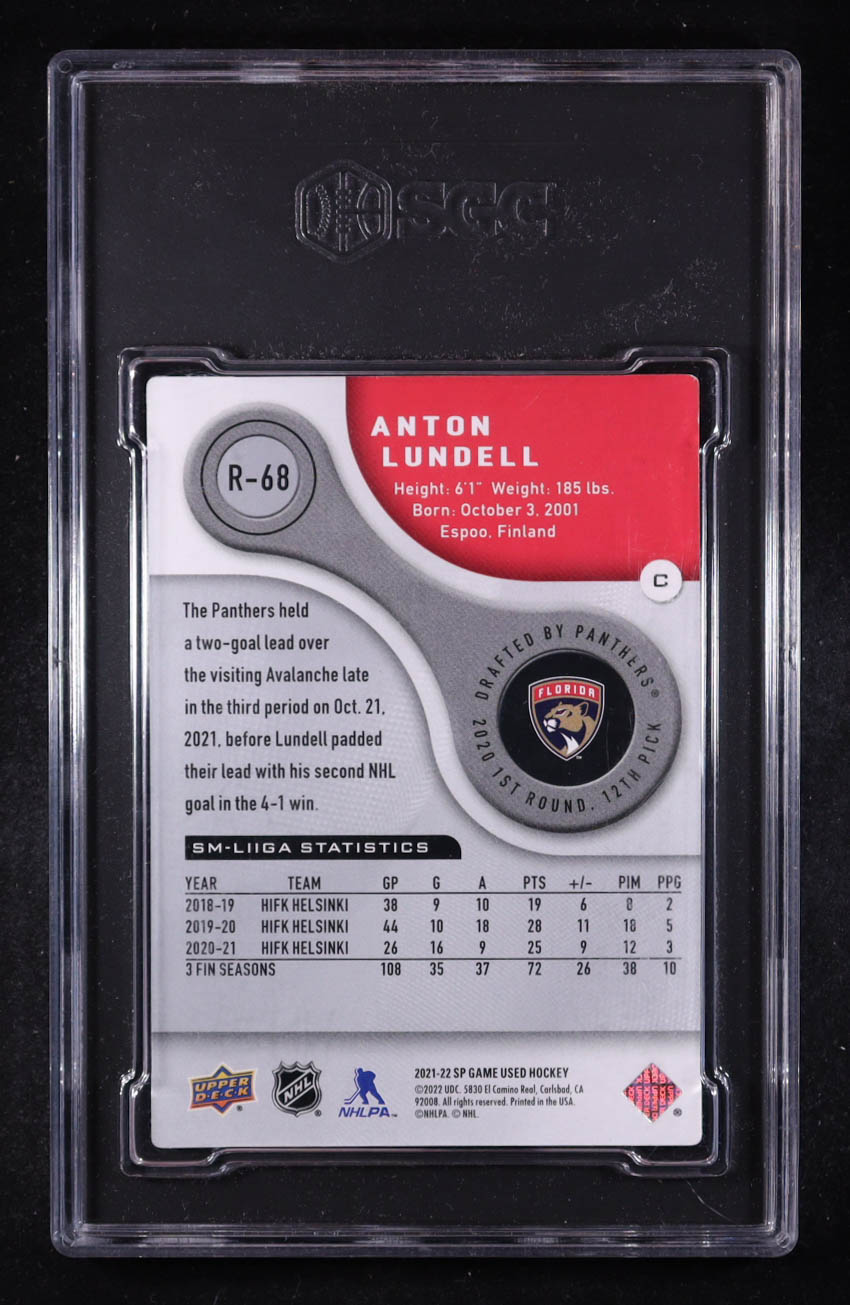 SGC
R-68
ANTON
LUNDELL
Height: 6'1" Weight: 185 lbs.
Born: October 3, 2001
Espoo, Finland
C
The Panthers held
a two-goal lead over
the visiting Avalanche late
in the third period on Oct. 21,
2021, before Lundell padded
their lead with his second NHL
goal in the 4-1 win.
DRAFTED BY PANTHERS®
2020 1ST ROUND, 12TH PICK
FLORIDA
™
SM-LIIGA STATISTICS
YEAR TEAM GP G A PTS +/- PIM PPG
2018-19 HIFK HELSINKI 38 9 10 19 6 8 2
2019-20 HIFK HELSINKI 44 10 18 28 11 18 5
2020-21 HIFK HELSINKI 26 16 9 25 9 12 3
3 FIN SEASONS 108 35 37 72 26 38 10
UPPER
DECK
®
NHL
®
NHLPA™
2021-22 SP GAME USED HOCKEY
©2022 UDC. 5830 El Camino Real, Carlsbad, CA
92008. All rights reserved. Printed in the USA.
©NHLPA. © NHL.
®